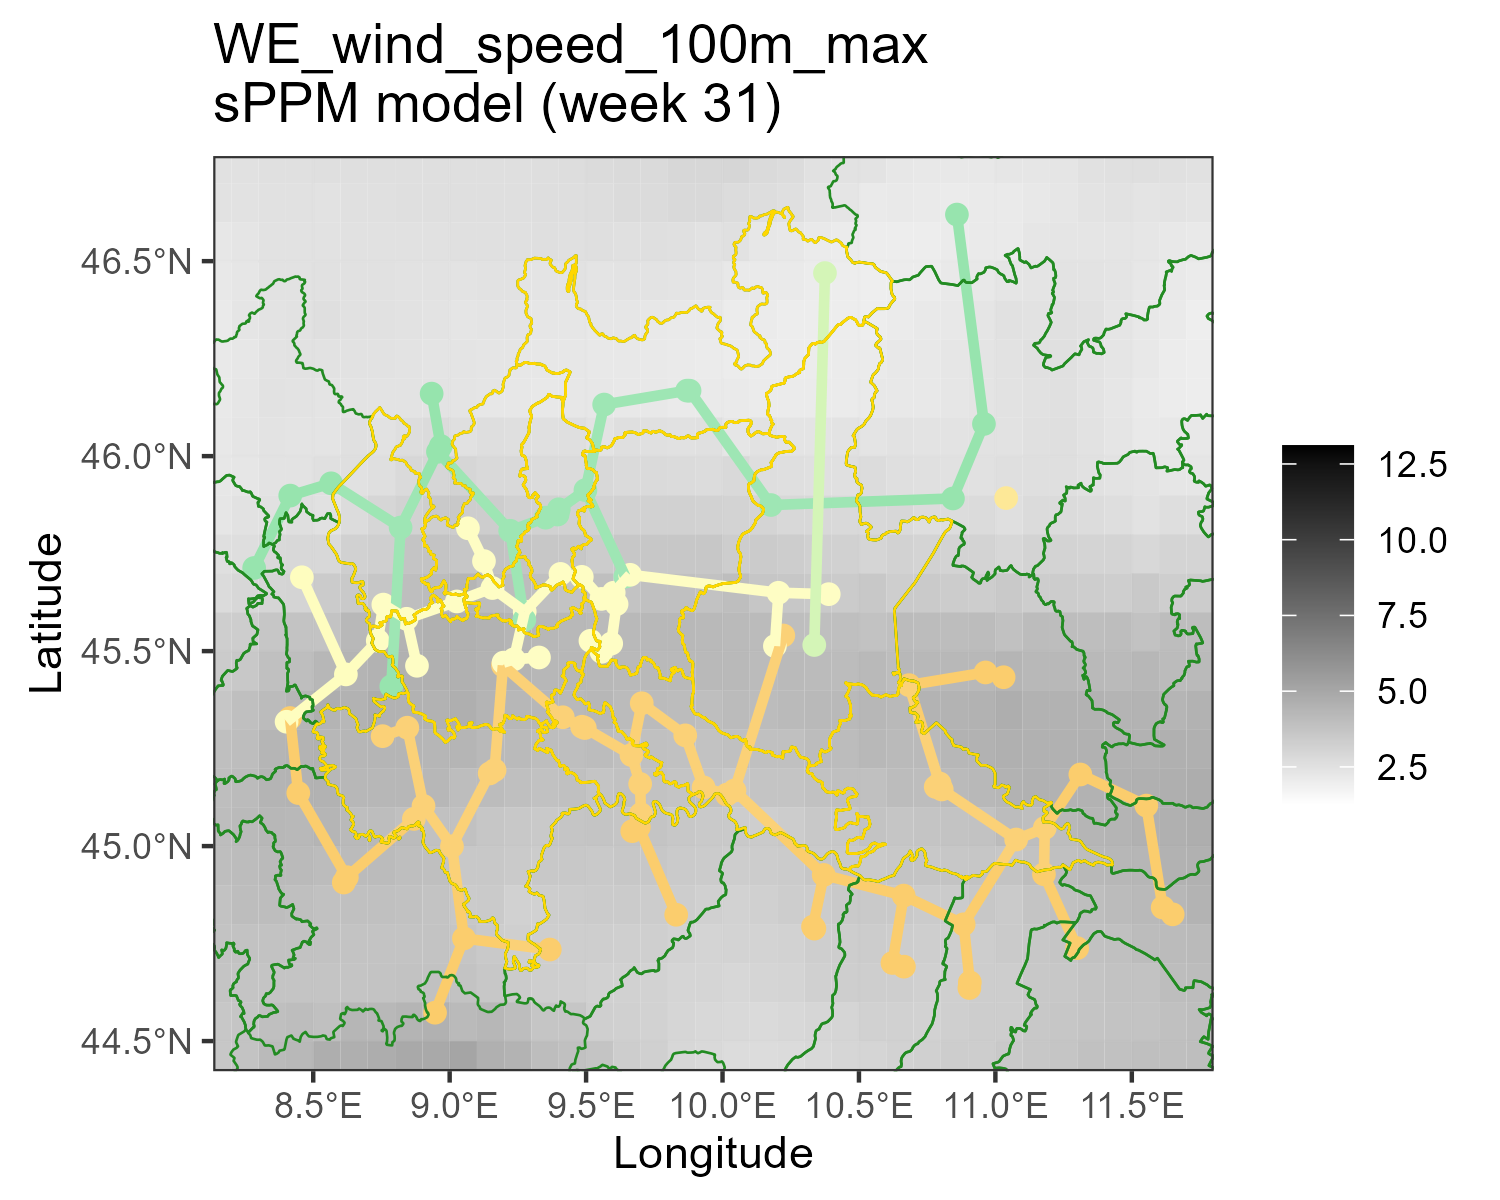 WE_wind_speed_100m_max
sPPM model (week 31)
46.5°N
46.0°N
45.5°N
45.0°N
44.5°N
Latitude
8.5°E 9.0°E 9.5°E 10.0°E 10.5°E 11.0°E 11.5°E
Longitude
12.5
10.0
7.5
5.0
2.5